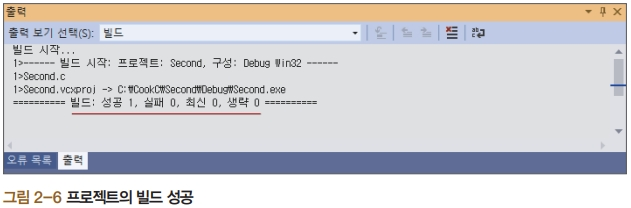 출력
출력 보기 선택(S): 빌드
빌드 시작...
1>------ 빌드 시작: 프로젝트: Second, 구성: Debug Win32 ------
1>Second.c
1>Second.vcxproj -> C:₩CookC₩Second₩Debug₩Second.exe
========== 빌드: 성공 1, 실패 0, 최신 0, 생략 0 ==========
오류 목록 출력
그림 2-6 프로젝트의 빌드 성공